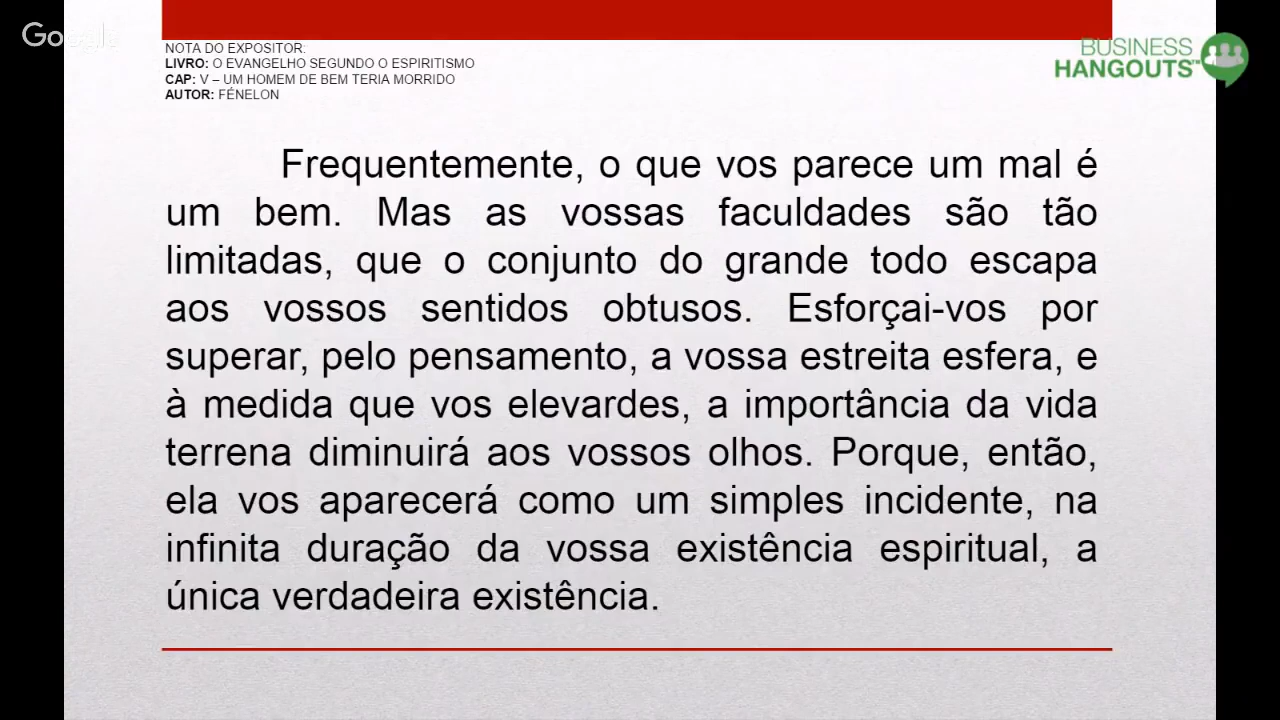 Google
NOTA DO EXPOSITOR:
LIVRO: O EVANGELHO SEGUNDO O ESPIRITISMO
CAP: V – UM HOMEM DE BEM TERIA MORRIDO
AUTOR: FÉNELON
BUSINESS
HANGOUTS™
Frequentemente, o que vos parece um mal é
um bem. Mas as vossas faculdades são tão
limitadas, que o conjunto do grande todo escapa
aos vossos sentidos obtusos. Esforçai-vos por
superar, pelo pensamento, a vossa estreita esfera, e
à medida que vos elevardes, a importância da vida
terrena diminuirá aos vossos olhos. Porque, então,
ela vos aparecerá como um simples incidente, na
infinita duração da vossa existência espiritual, a
única verdadeira existência.